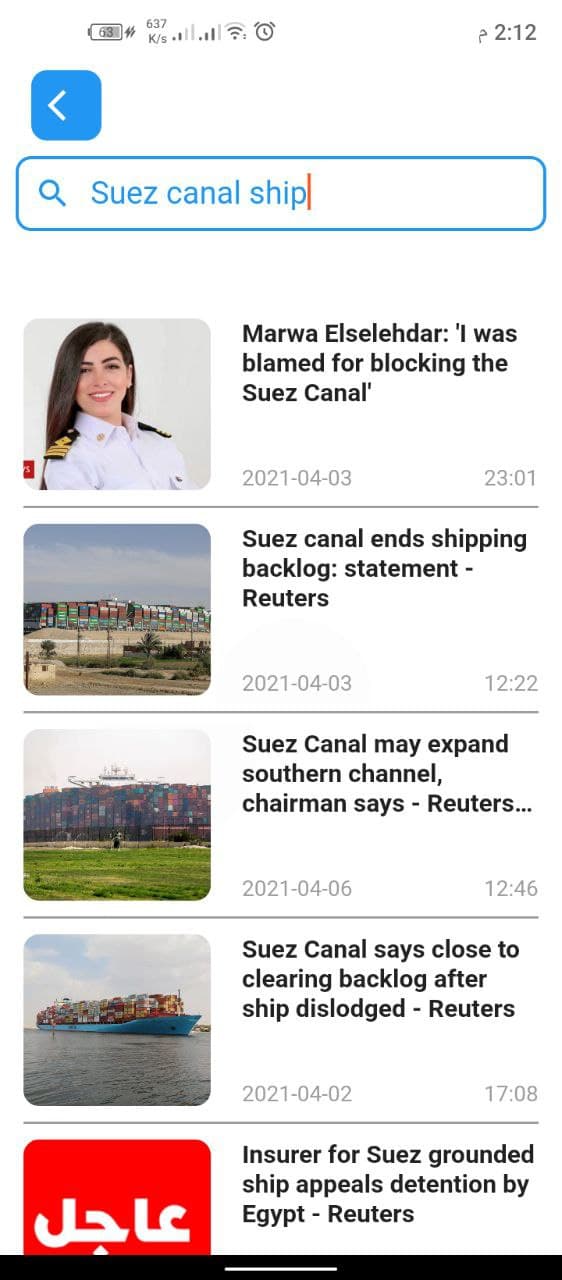 63
637
K/s
م 2:12
Suez canal ship
Marwa Elselehdar: 'I was
blamed for blocking the
Suez Canal'
2021-04-03 23:01
Suez canal ends shipping
backlog: statement -
Reuters
2021-04-03 12:22
Suez Canal may expand
southern channel,
chairman says - Reuters...
2021-04-06 12:46
Suez Canal says close to
clearing backlog after
ship dislodged - Reuters
2021-04-02 17:08
عاجل
Insurer for Suez grounded
ship appeals detention by
Egypt - Reuters